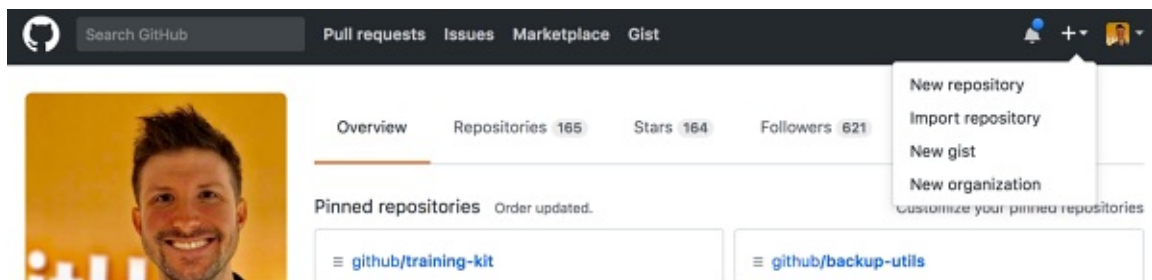 Search GitHub Pull requests Issues Marketplace Gist
New repository
Import repository
New gist
New organization
Overview Repositories 165 Stars 164 Followers 621
Pinned repositories Order updated. Customize your pinned repositories
github/training-kit github/backup-utils